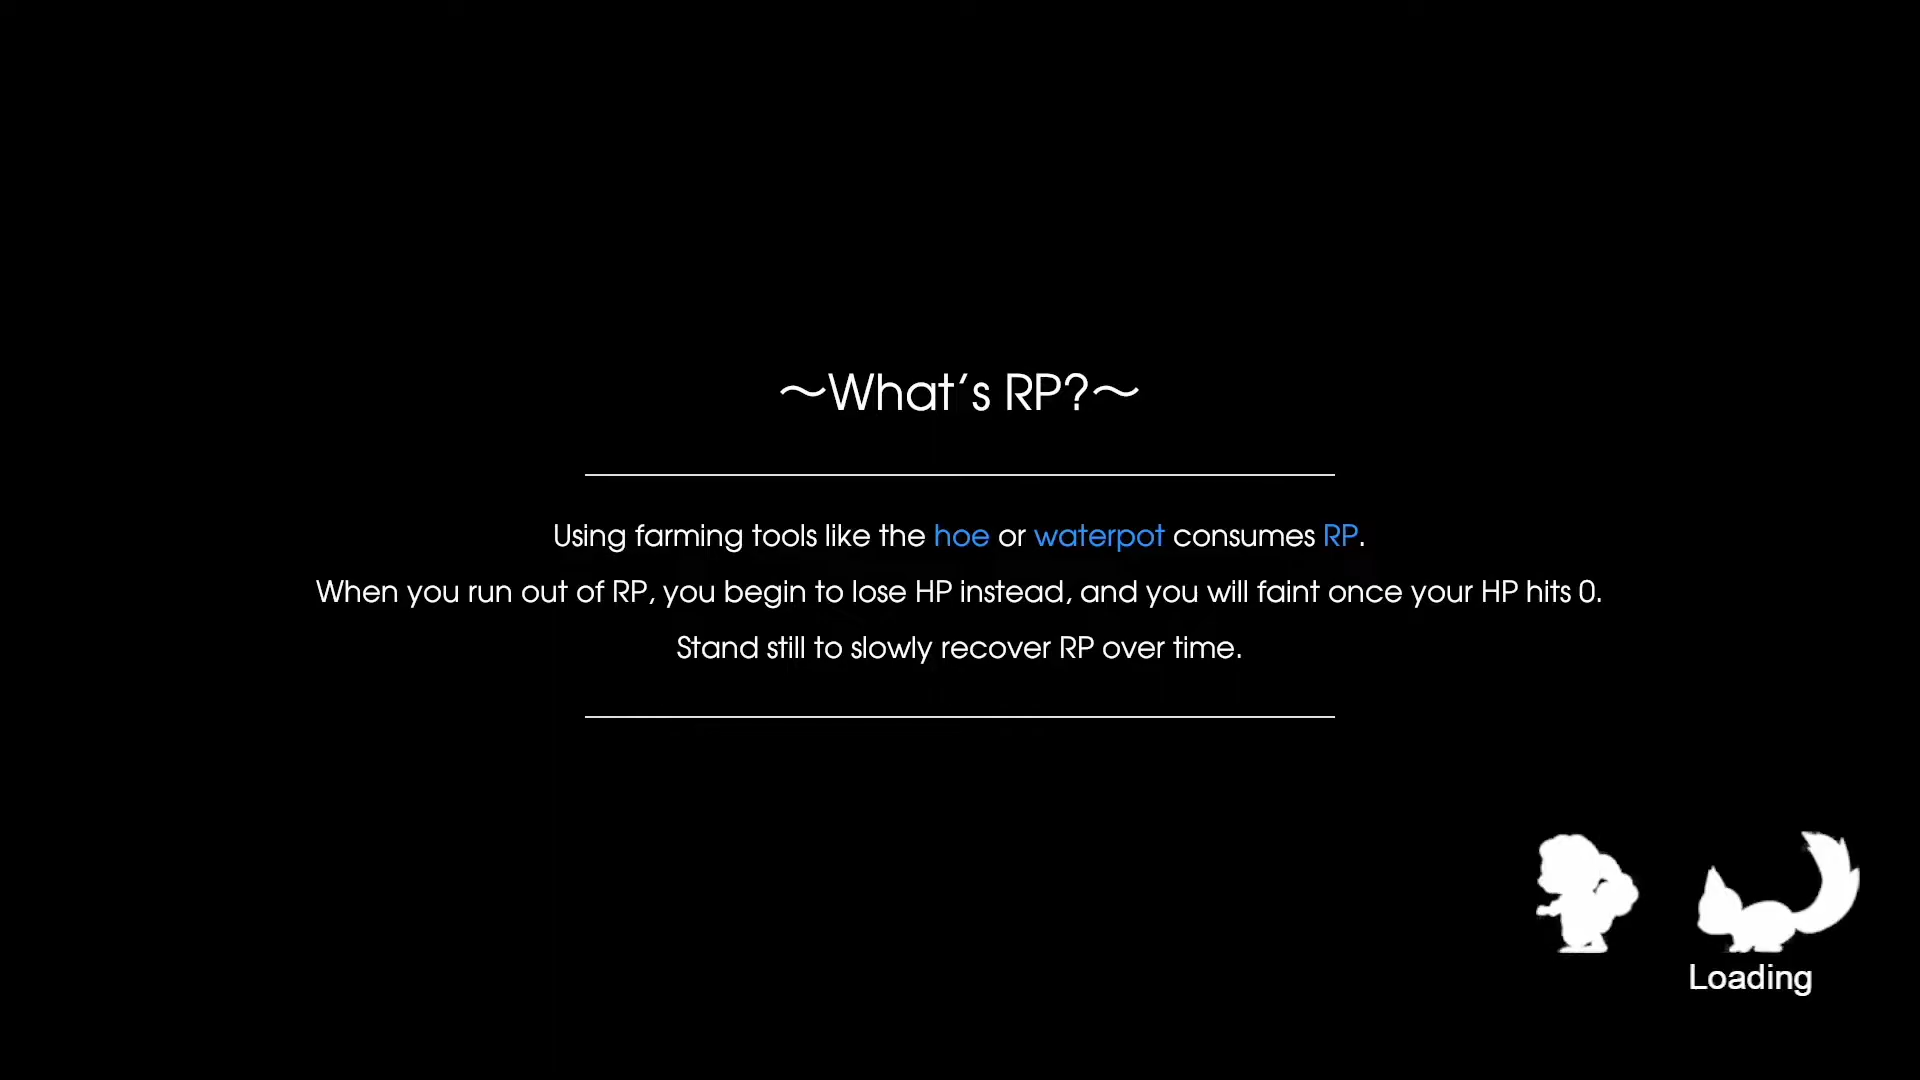 ～What's RP?～
Using farming tools like the hoe or waterpot consumes RP.
When you run out of RP, you begin to lose HP instead, and you will faint once your HP hits 0.
Stand still to slowly recover RP over time.
Loading